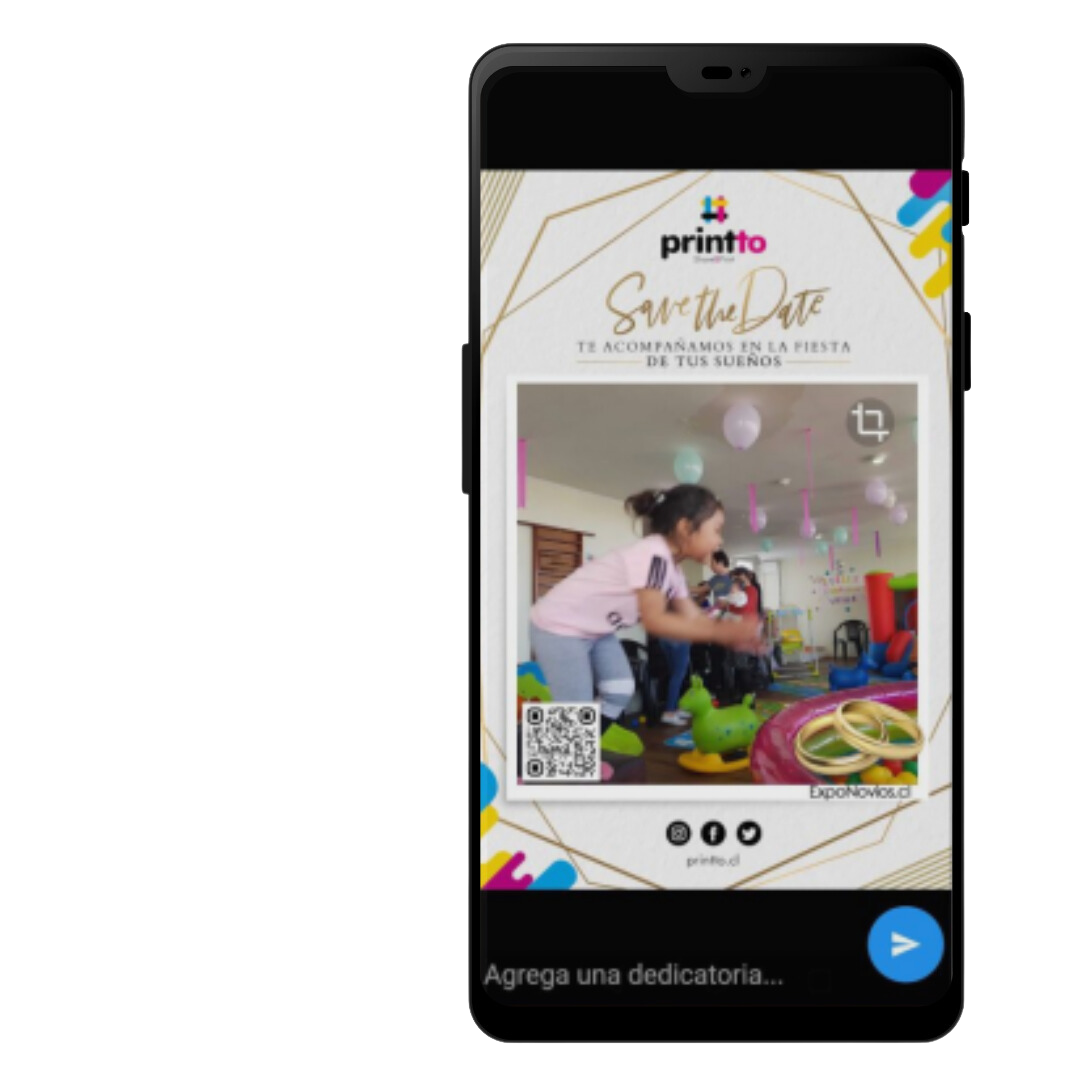 printto
Save the Date
TE ACOMPAÑAMOS EN LA FIESTA
DE TUS SUEÑOS
ExpoNovios.cl
printto.cl
Agrega una dedicatoria...